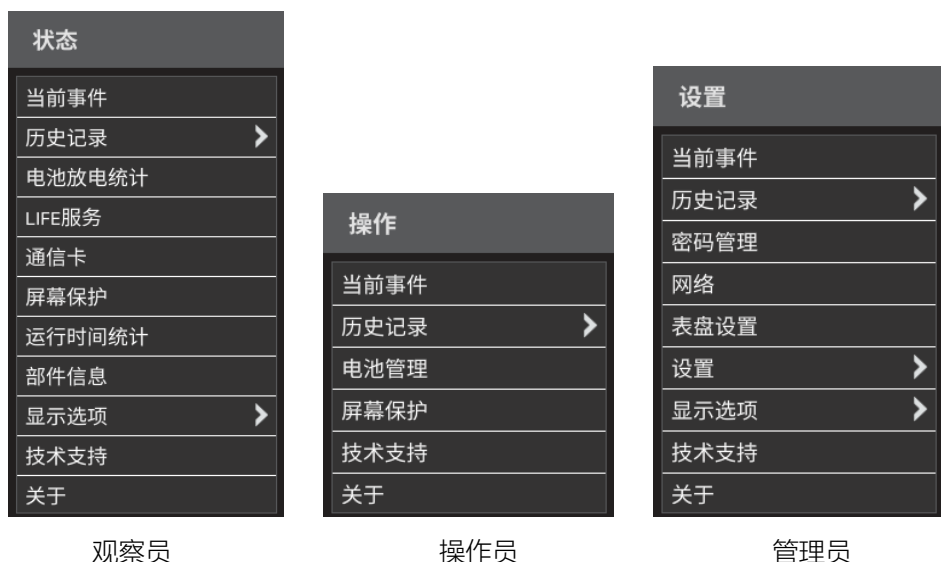 状态
当前事件
历史记录
电池放电统计
LIFE服务
通信卡
屏幕保护
运行时间统计
部件信息
显示选项
技术支持
关于
观察员
操作
当前事件
历史记录
电池管理
屏幕保护
技术支持
关于
操作员
设置
当前事件
历史记录
密码管理
网络
表盘设置
设置
显示选项
技术支持
关于
管理员